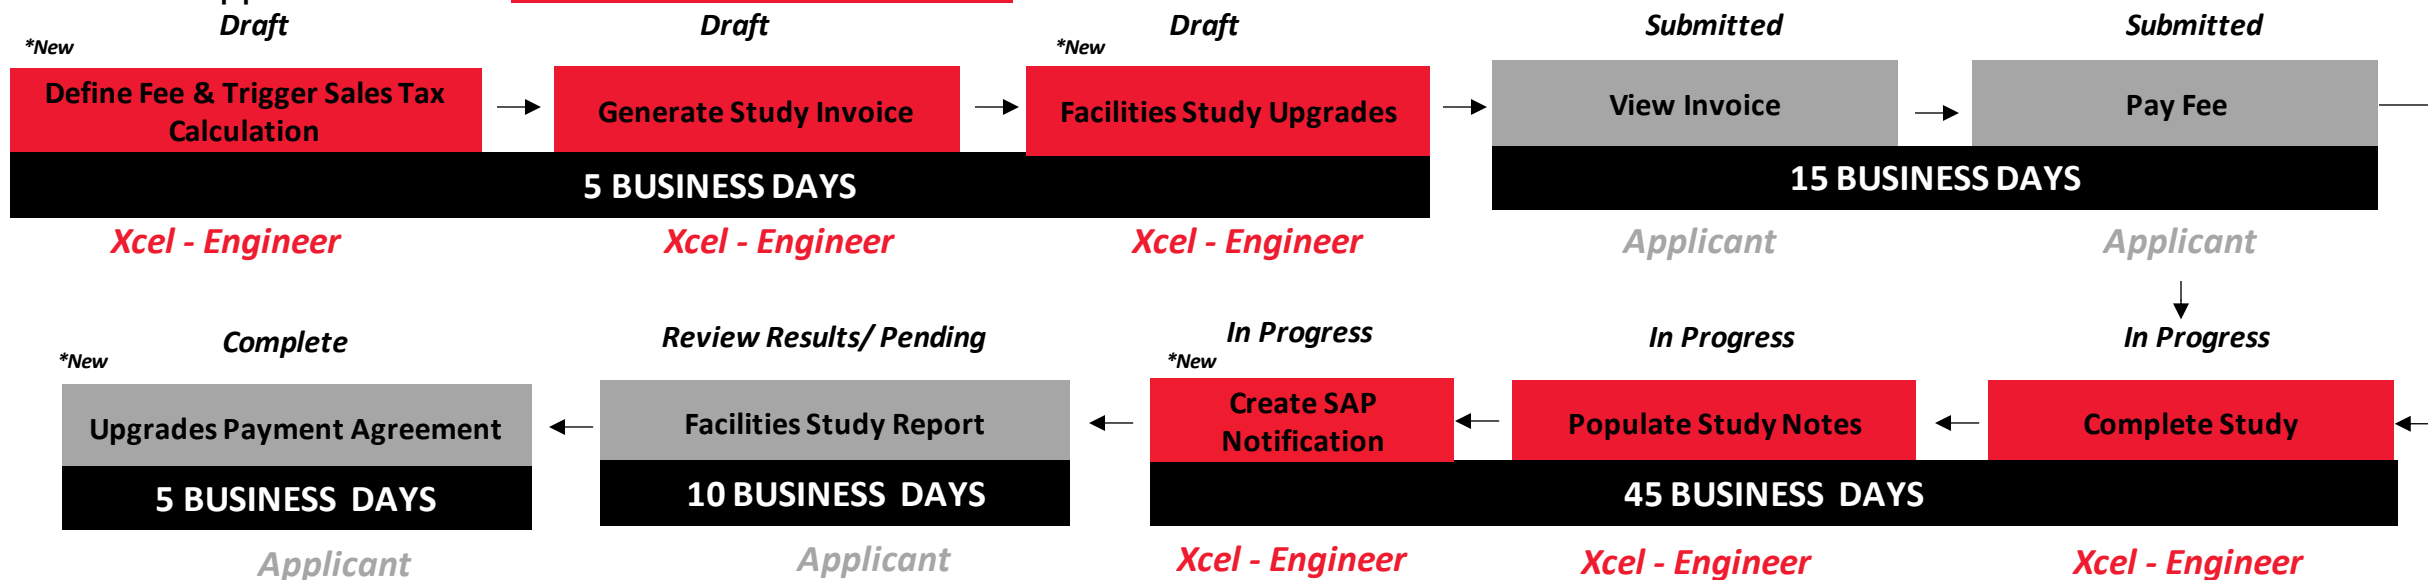 Draft
Draft
Draft
Submitted
Submitted
*New
*New
Define Fee & Trigger Sales Tax
Calculation
Generate Study Invoice
Facilities Study Upgrades
View Invoice
Pay Fee
5 BUSINESS DAYS
15 BUSINESS DAYS
Xcel - Engineer
Xcel - Engineer
Xcel - Engineer
Applicant
Applicant
Complete
Review Results/ Pending
In Progress
In Progress
In Progress
*New
*New
Upgrades Payment Agreement
Facilities Study Report
Create SAP
Notification
Populate Study Notes
Complete Study
5 BUSINESS DAYS
10 BUSINESS DAYS
45 BUSINESS DAYS
Applicant
Applicant
Xcel - Engineer
Xcel - Engineer
Xcel - Engineer